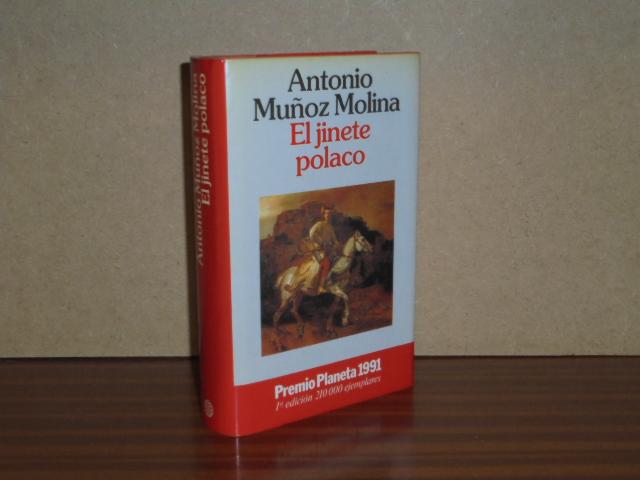 Antonio
Muñoz Molina
El jinete
polaco
Premio Planeta 1991
1ª edición 210 000 ejemplares
Antonio Muñoz Molina
El jinete polaco